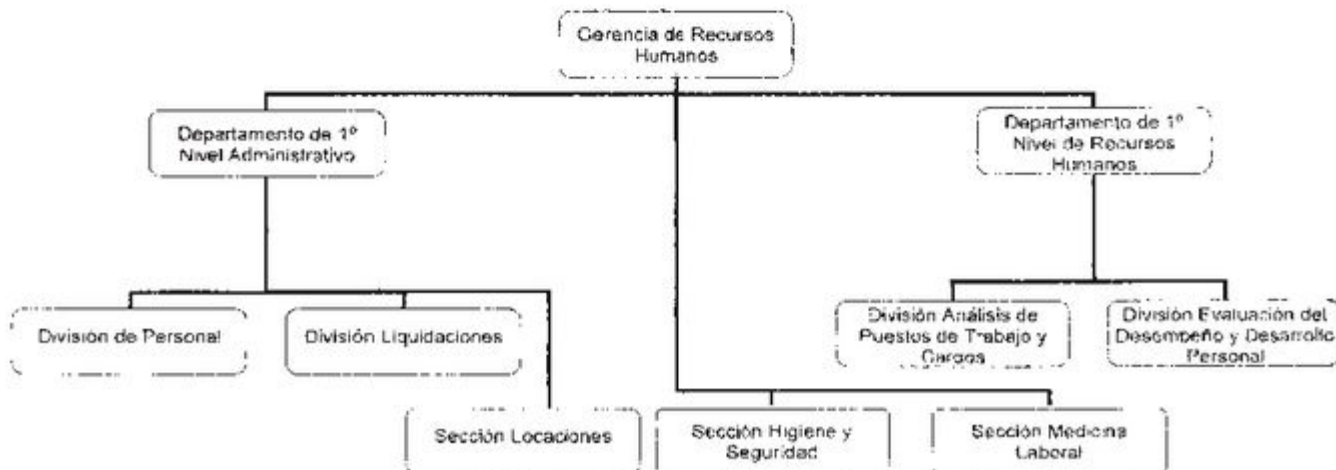 Gerencia de Recursos
Humanos
Departamento de 1º
Nivel Administrativo
Departamento de 1º
Nivel de Recursos
Humanos
División de Personal
División Liquidaciones
División Análisis de
Puestos de Trabajo y
Cargos
División Evaluación del
Desempeño y Desarrollo
Personal
Sección Locaciones
Sección Higiene y
Seguridad
Sección Medicina
Laboral